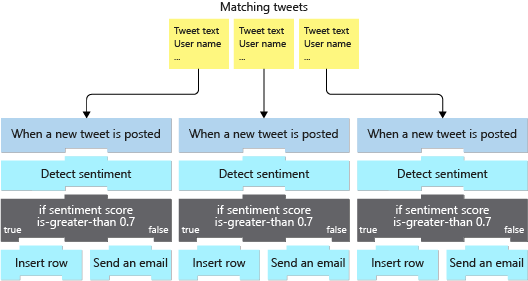 Matching tweets
Tweet text
User name
...
Tweet text
User name
...
Tweet text
User name
...
When a new tweet is posted
Detect sentiment
if sentiment score
is-greater-than 0.7
true
false
Insert row
Send an email
When a new tweet is posted
Detect sentiment
if sentiment score
is-greater-than 0.7
true
false
Insert row
Send an email
When a new tweet is posted
Detect sentiment
if sentiment score
is-greater-than 0.7
true
false
Insert row
Send an email